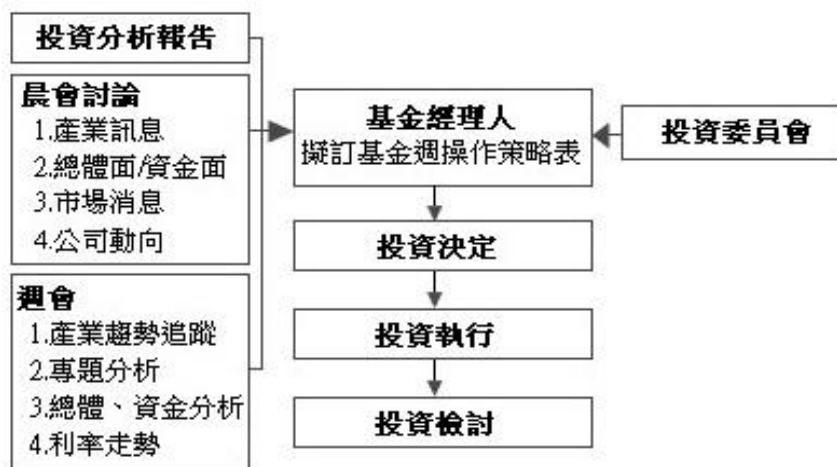 投資分析報告
晨會討論
1.產業訊息
2.總體面/資金面
3.市場消息
4.公司動向
週會
1.產業趨勢追蹤
2.專題分析
3.總體、資金分析
4.利率走勢
基金經理人
擬訂基金週操作策略表
投資決定
投資執行
投資檢討
投資委員會